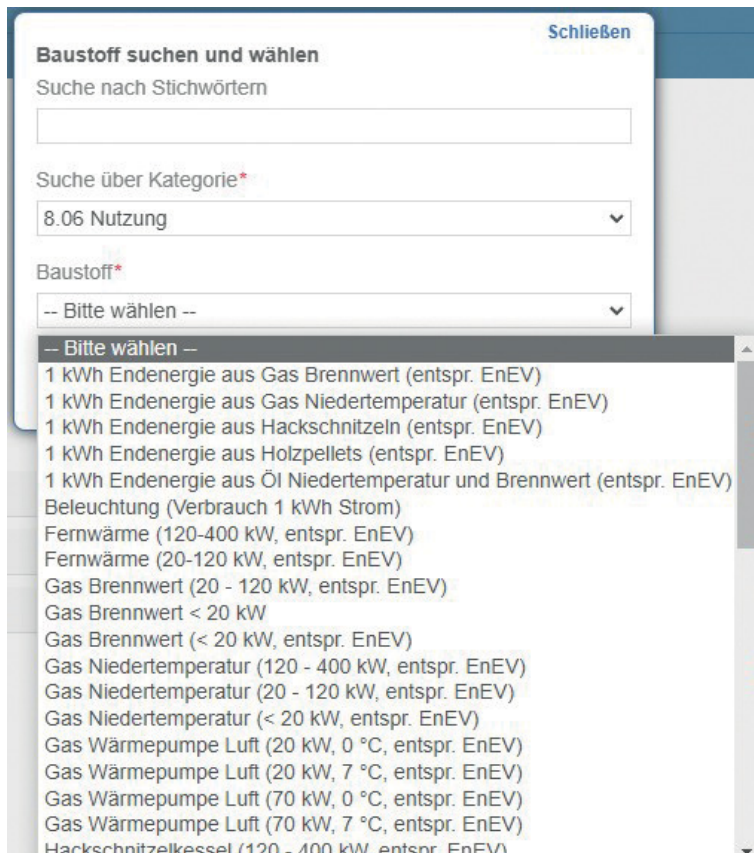 Schließen
Baustoff suchen und wählen
Suche nach Stichwörtern
Suche über Kategorie*
8.06 Nutzung
Baustoff*
-- Bitte wählen --
-- Bitte wählen --
1 kWh Endenergie aus Gas Brennwert (entspr. EnEV)
1 kWh Endenergie aus Gas Niedertemperatur (entspr. EnEV)
1 kWh Endenergie aus Hackschnitzeln (entspr. EnEV)
1 kWh Endenergie aus Holzpellets (entspr. EnEV)
1 kWh Endenergie aus Öl Niedertemperatur und Brennwert (entspr. EnEV)
Beleuchtung (Verbrauch 1 kWh Strom)
Fernwärme (120-400 kW, entspr. EnEV)
Fernwärme (20-120 kW, entspr. EnEV)
Gas Brennwert (20 - 120 kW, entspr. EnEV)
Gas Brennwert < 20 kW
Gas Brennwert (< 20 kW, entspr. EnEV)
Gas Niedertemperatur (120 - 400 kW, entspr. EnEV)
Gas Niedertemperatur (20 - 120 kW, entspr. EnEV)
Gas Niedertemperatur (< 20 kW, entspr. EnEV)
Gas Wärmepumpe Luft (20 kW, 0 °C, entspr. EnEV)
Gas Wärmepumpe Luft (20 kW, 7 °C, entspr. EnEV)
Gas Wärmepumpe Luft (70 kW, 0 °C, entspr. EnEV)
Gas Wärmepumpe Luft (70 kW, 7 °C, entspr. EnEV)
Hackschnitzelkessel (120 - 400 kW, entspr. EnEV)